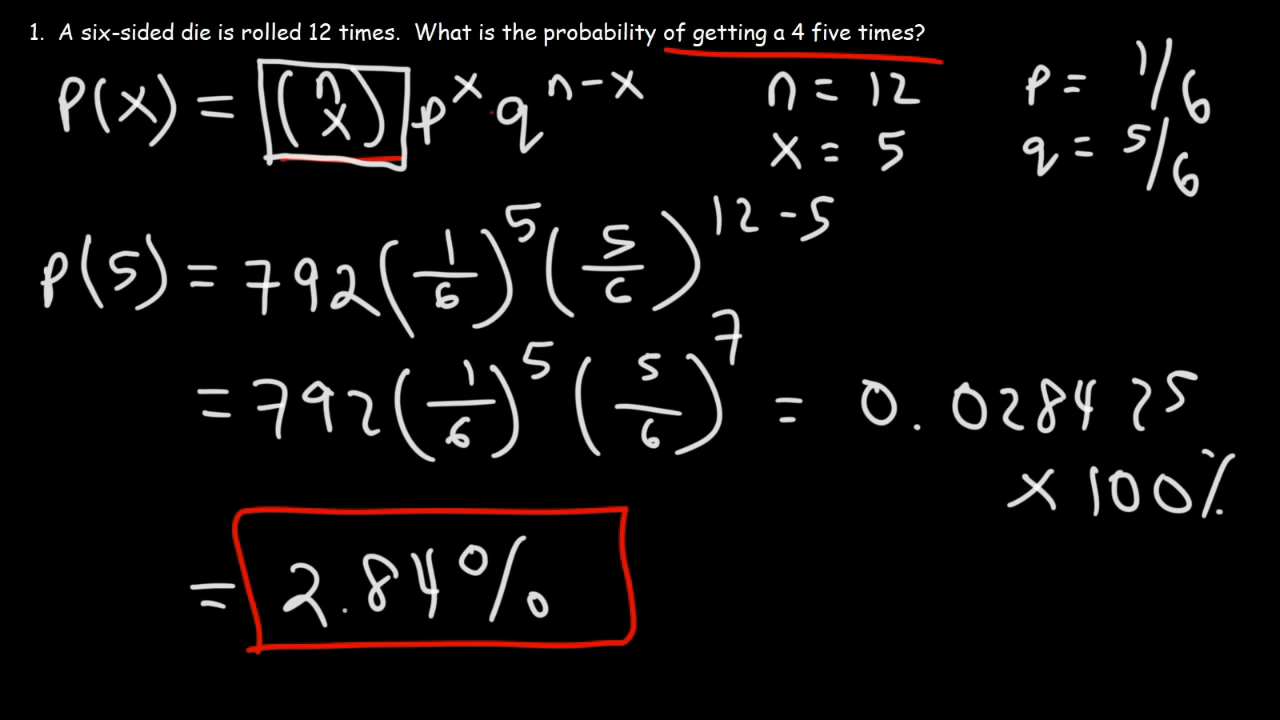 1. A six-sided die is rolled 12 times. What is the probability of getting a 4 five times?
P(x) = (n x) p^x · q^(n-x)
n = 12
p = 1/6
x = 5
q = 5/6
P(5) = 792 (1/6)^5 (5/6)^(12-5)
= 792 (1/6)^5 (5/6)^7 = 0.028425
x 100%
= 2.84%